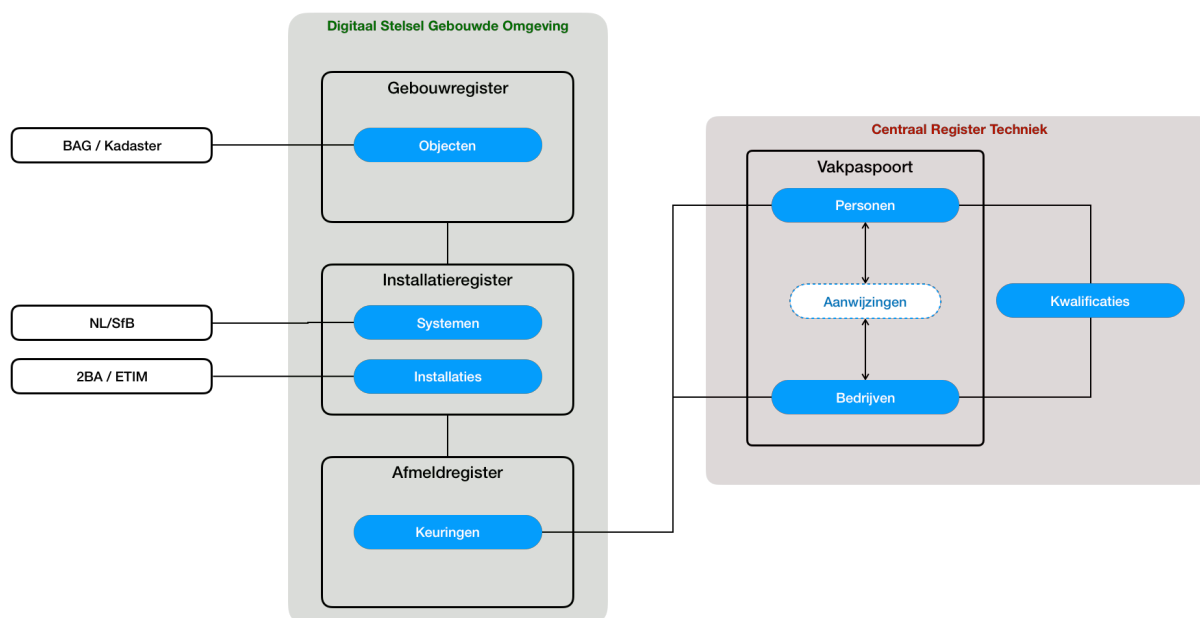 Digitaal Stelsel Gebouwde Omgeving
Gebouwregister
BAG / Kadaster
Objecten
Installatieregister
NL/SfB
Systemen
2BA / ETIM
Installaties
Afmeldregister
Keuringen
Centraal Register Techniek
Vakpaspoort
Personen
Aanwijzingen
Kwalificaties
Bedrijven